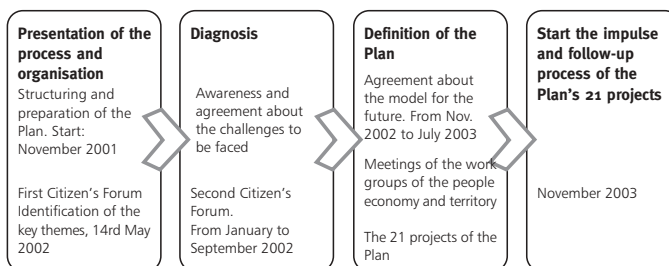 Presentation of the
process and
organisation
Structuring and
preparation of the
Plan. Start:
November 2001
First Citizen's Forum
Identification of the
key themes, 14rd May
2002
Diagnosis
Awareness and
agreement about
the challenges to
be faced
Second Citizen's
Forum.
From January to
September 2002
Definition of the
Plan
Agreement about
the model for the
future. From Nov.
2002 to July 2003
Meetings of the work
groups of the people
economy and territory
The 21 projects of the
Plan
Start the impulse
and follow-up
process of the
Plan's 21 projects
November 2003